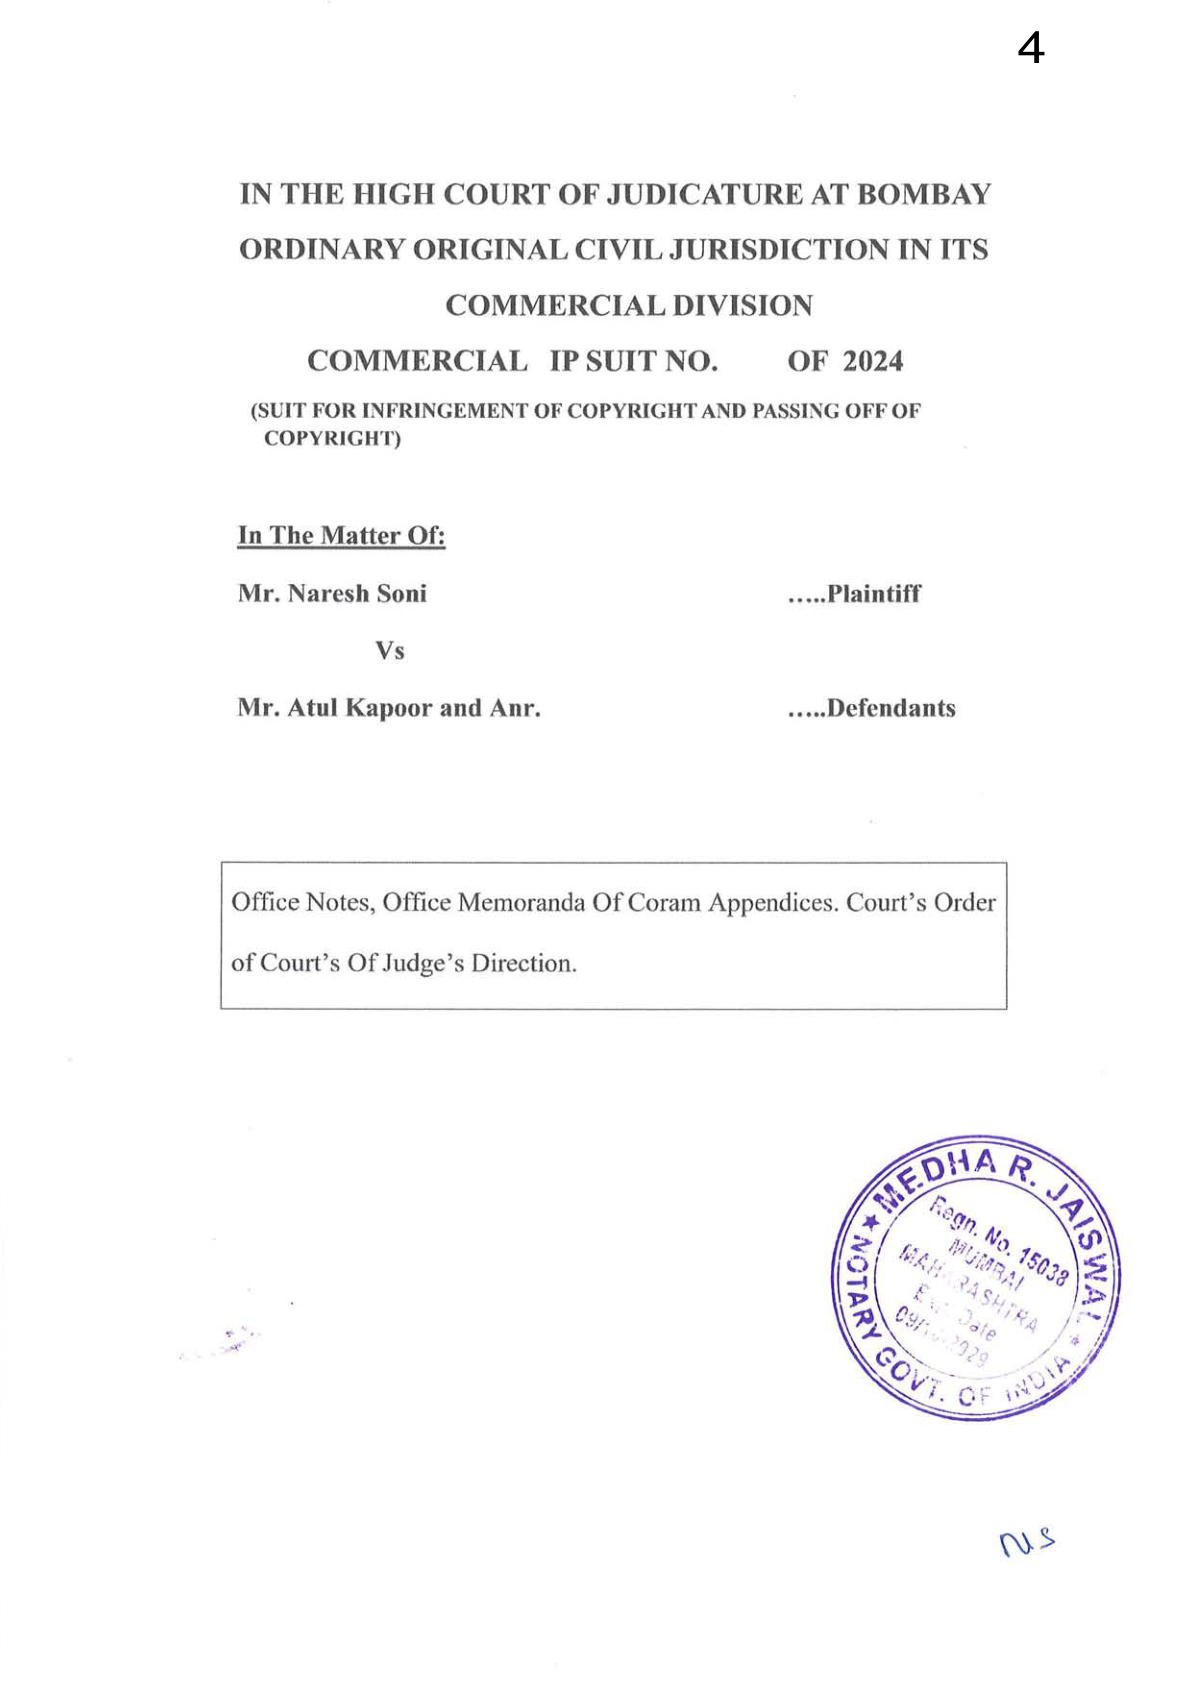 4
IN THE HIGH COURT OF JUDICATURE AT BOMBAY
ORDINARY ORIGINAL CIVIL JURISDICTION IN ITS
COMMERCIAL DIVISION
COMMERCIAL IP SUIT NO. OF 2024
(SUIT FOR INFRINGEMENT OF COPYRIGHT AND PASSING OFF OF
COPYRIGHT)
In The Matter Of:
Mr. Naresh Soni …..Plaintiff
Vs
Mr. Atul Kapoor and Anr. …..Defendants
Office Notes, Office Memoranda Of Coram Appendices. Court’s Order
of Court’s Of Judge’s Direction.
★ MEDHA R. JAISWAL ★
NOTARY GOVT. OF INDIA
Regn. No. 15038
MUMBAI
MAHARASHTRA
Exp. Date
NS